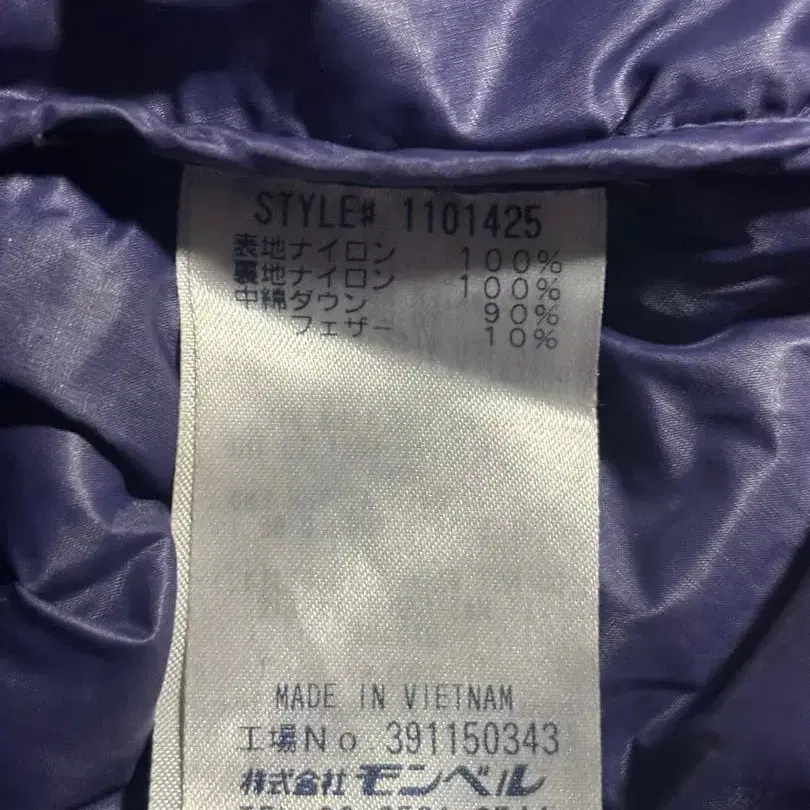 STYLE# 1101425
表地ナイロン 100%
裏地ナイロン 100%
中綿ダウン 90%
フェザー 10%
MADE IN VIETNAM
工場No 391150343
株式会社 モンベル